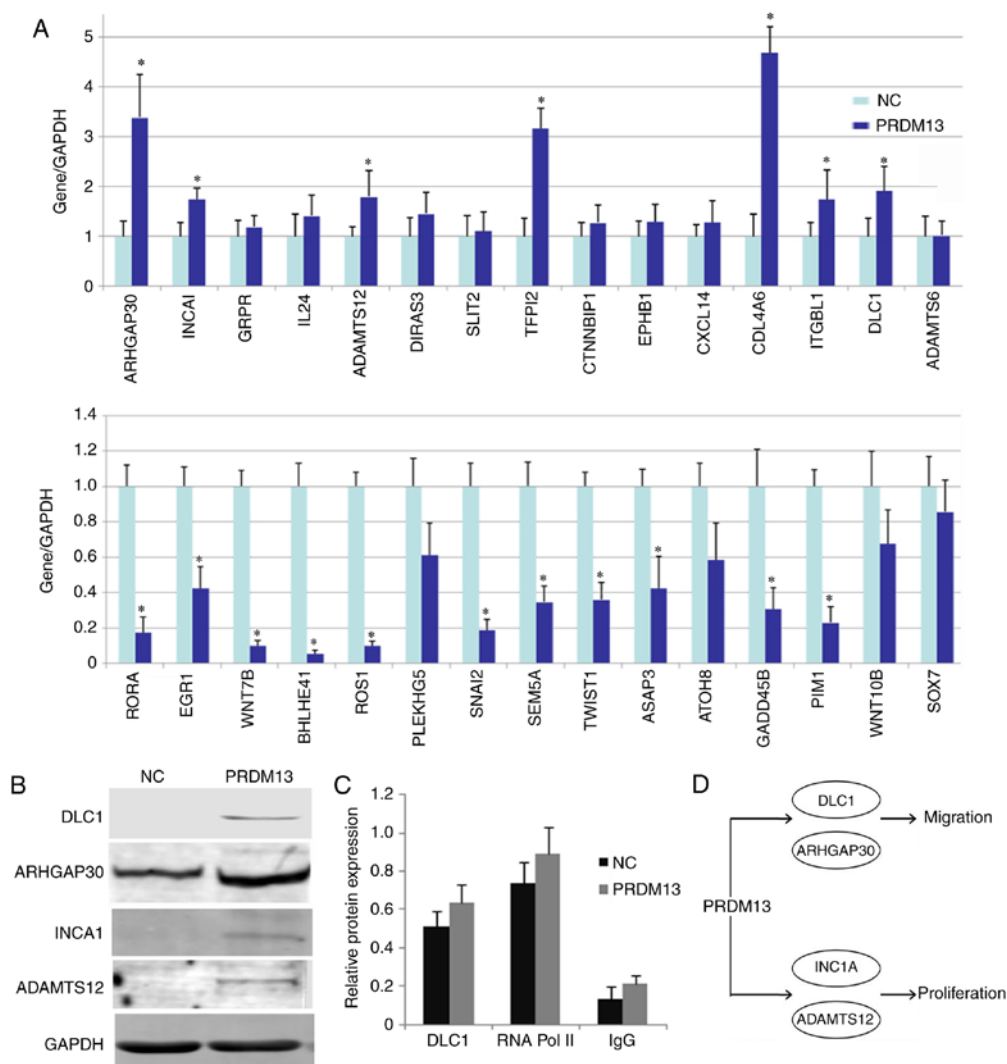 A
Gene/GAPDH
5
4
3
2
1
0
* * * * * * *
NC
PRDM13
ARHGAP30
INCAI
GRPR
IL24
ADAMTS12
DIRAS3
SLIT2
TFPI2
CTNNBIP1
EPHB1
CXCL14
CDL4A6
ITGBL1
DLC1
ADAMTS6
Gene/GAPDH
1.4
1.2
1.0
0.8
0.6
0.4
0.2
0
* * * * * * * * * * *
RORA
EGR1
WNT7B
BHLHE41
ROS1
PLEKHG5
SNAI2
SEM5A
TWIST1
ASAP3
ATOH8
GADD45B
PIM1
WNT10B
SOX7
B
NC PRDM13
DLC1
ARHGAP30
INCA1
ADAMTS12
GAPDH
C
Relative protein expression
1.2
1.0
0.8
0.6
0.4
0.2
0
NC
PRDM13
DLC1 RNA Pol II IgG
D
DLC1
Migration
ARHGAP30
PRDM13
INC1A
Proliferation
ADAMTS12